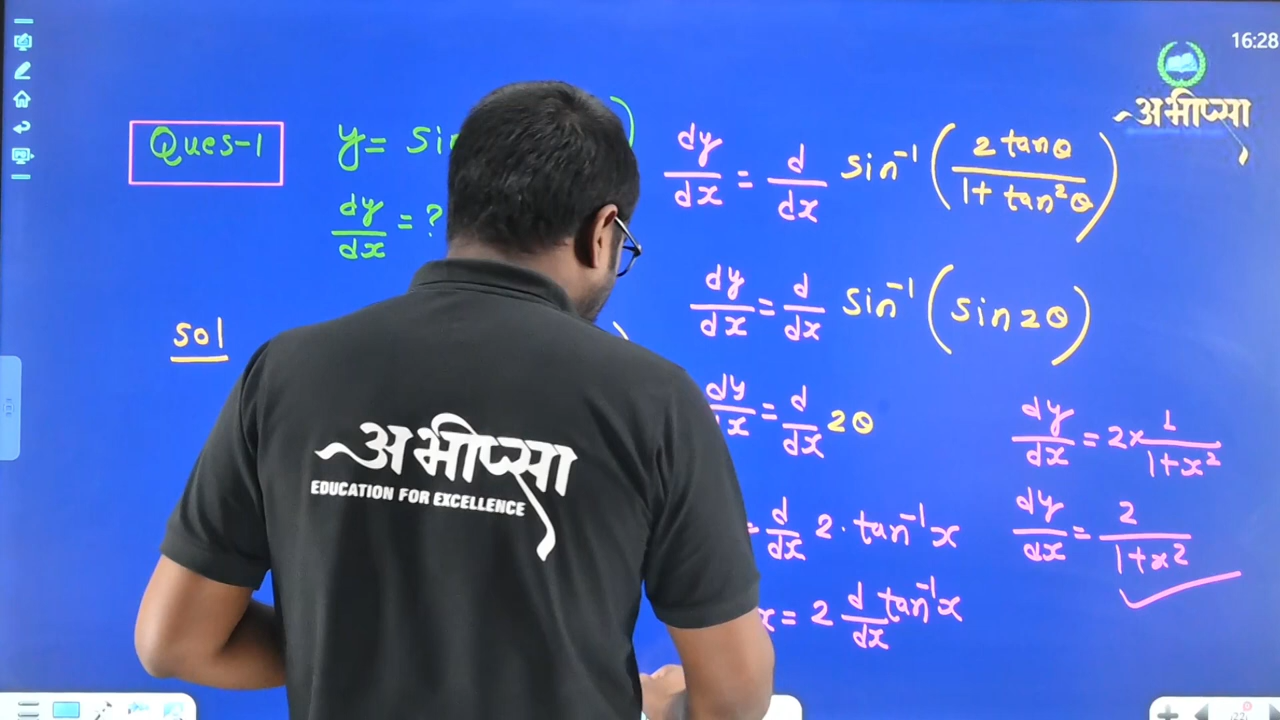 16:28
अभीप्सा
Ques-1
y= sin
dy/dx = ?
sol
dy/dx = d/dx sin⁻¹ (2 tanθ / 1+ tan²θ)
dy/dx = d/dx sin⁻¹ (sin2θ)
dy/dx = d/dx 2θ
= d/dx 2 · tan⁻¹x
x = 2 d/dx tan⁻¹x
dy/dx = 2 × 1/1+x²
dy/dx = 2/1+x²
अभीप्सा
EDUCATION FOR EXCELLENCE